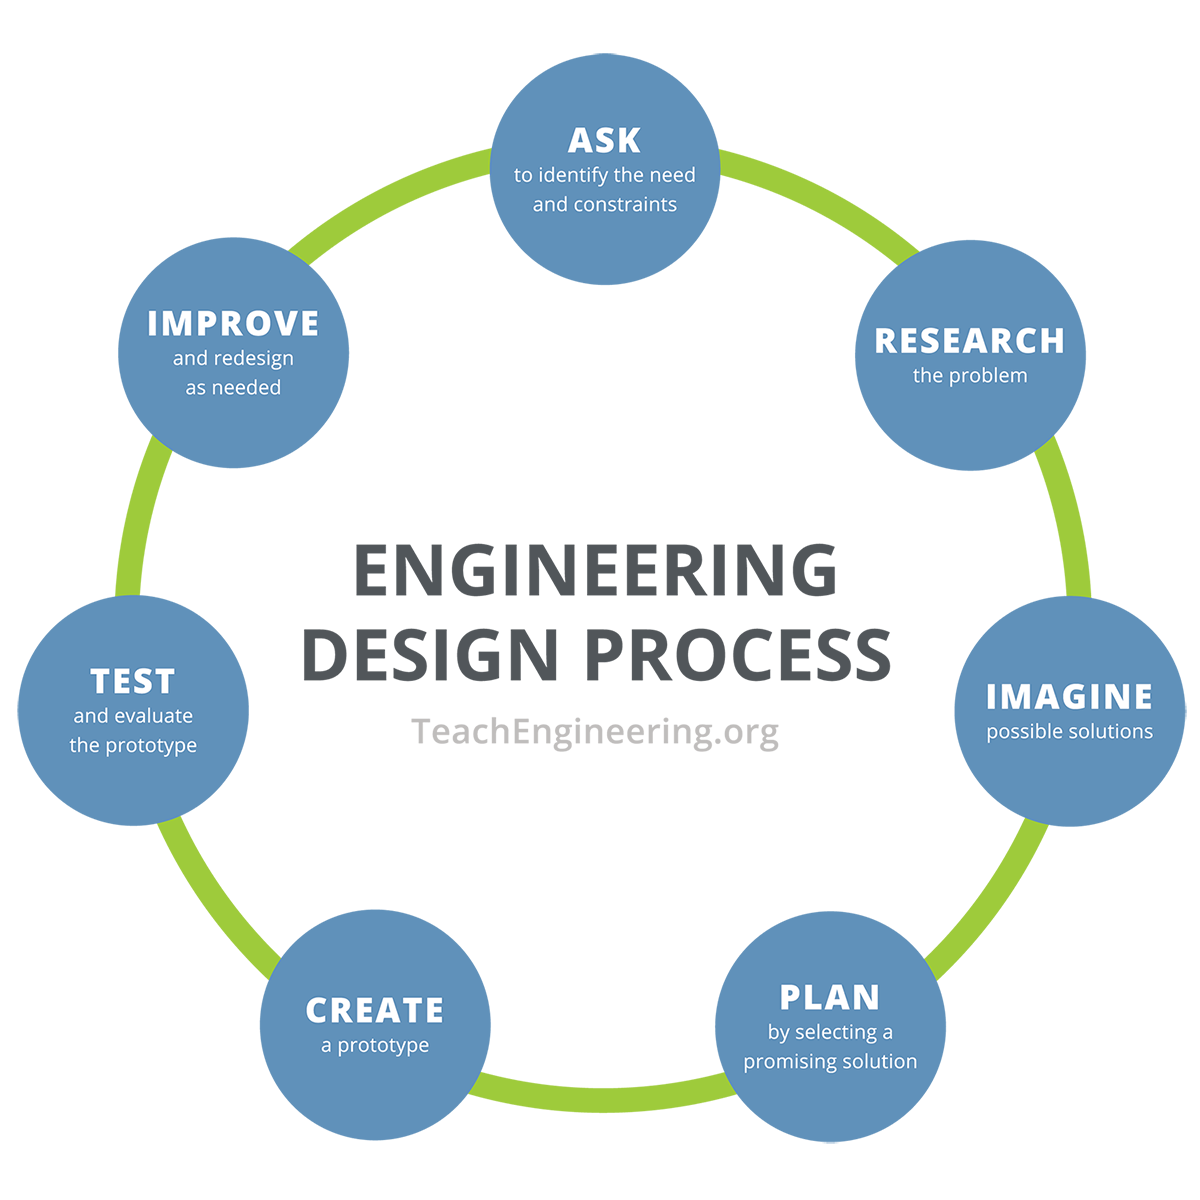 ASK
to identify the need
and constraints
RESEARCH
the problem
IMAGINE
possible solutions
PLAN
by selecting a
promising solution
CREATE
a prototype
TEST
and evaluate
the prototype
IMPROVE
and redesign
as needed
ENGINEERING
DESIGN PROCESS
TeachEngineering.org